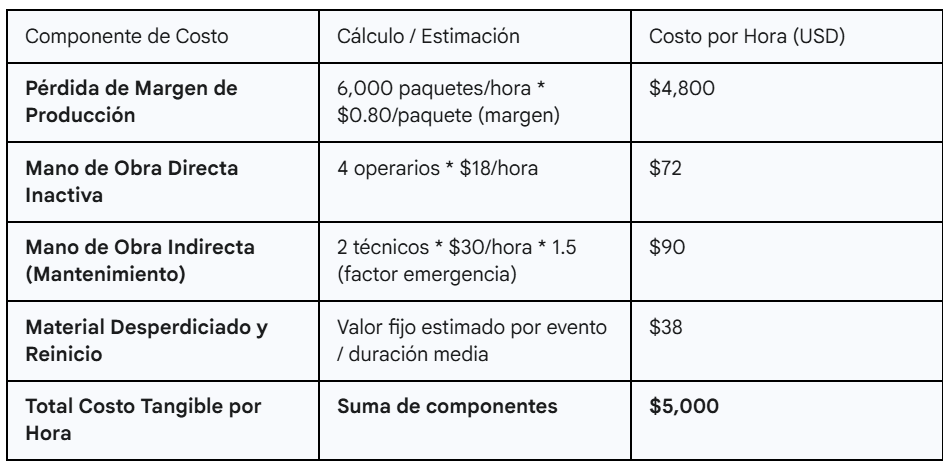 Componente de Costo
Cálculo / Estimación
Costo por Hora (USD)
Pérdida de Margen de
Producción
6,000 paquetes/hora *
$0.80/paquete (margen)
$4,800
Mano de Obra Directa
Inactiva
4 operarios * $18/hora
$72
Mano de Obra Indirecta
(Mantenimiento)
2 técnicos * $30/hora * 1.5
(factor emergencia)
$90
Material Desperdiciado y
Reinicio
Valor fijo estimado por evento
/ duración media
$38
Total Costo Tangible por
Hora
Suma de componentes
$5,000